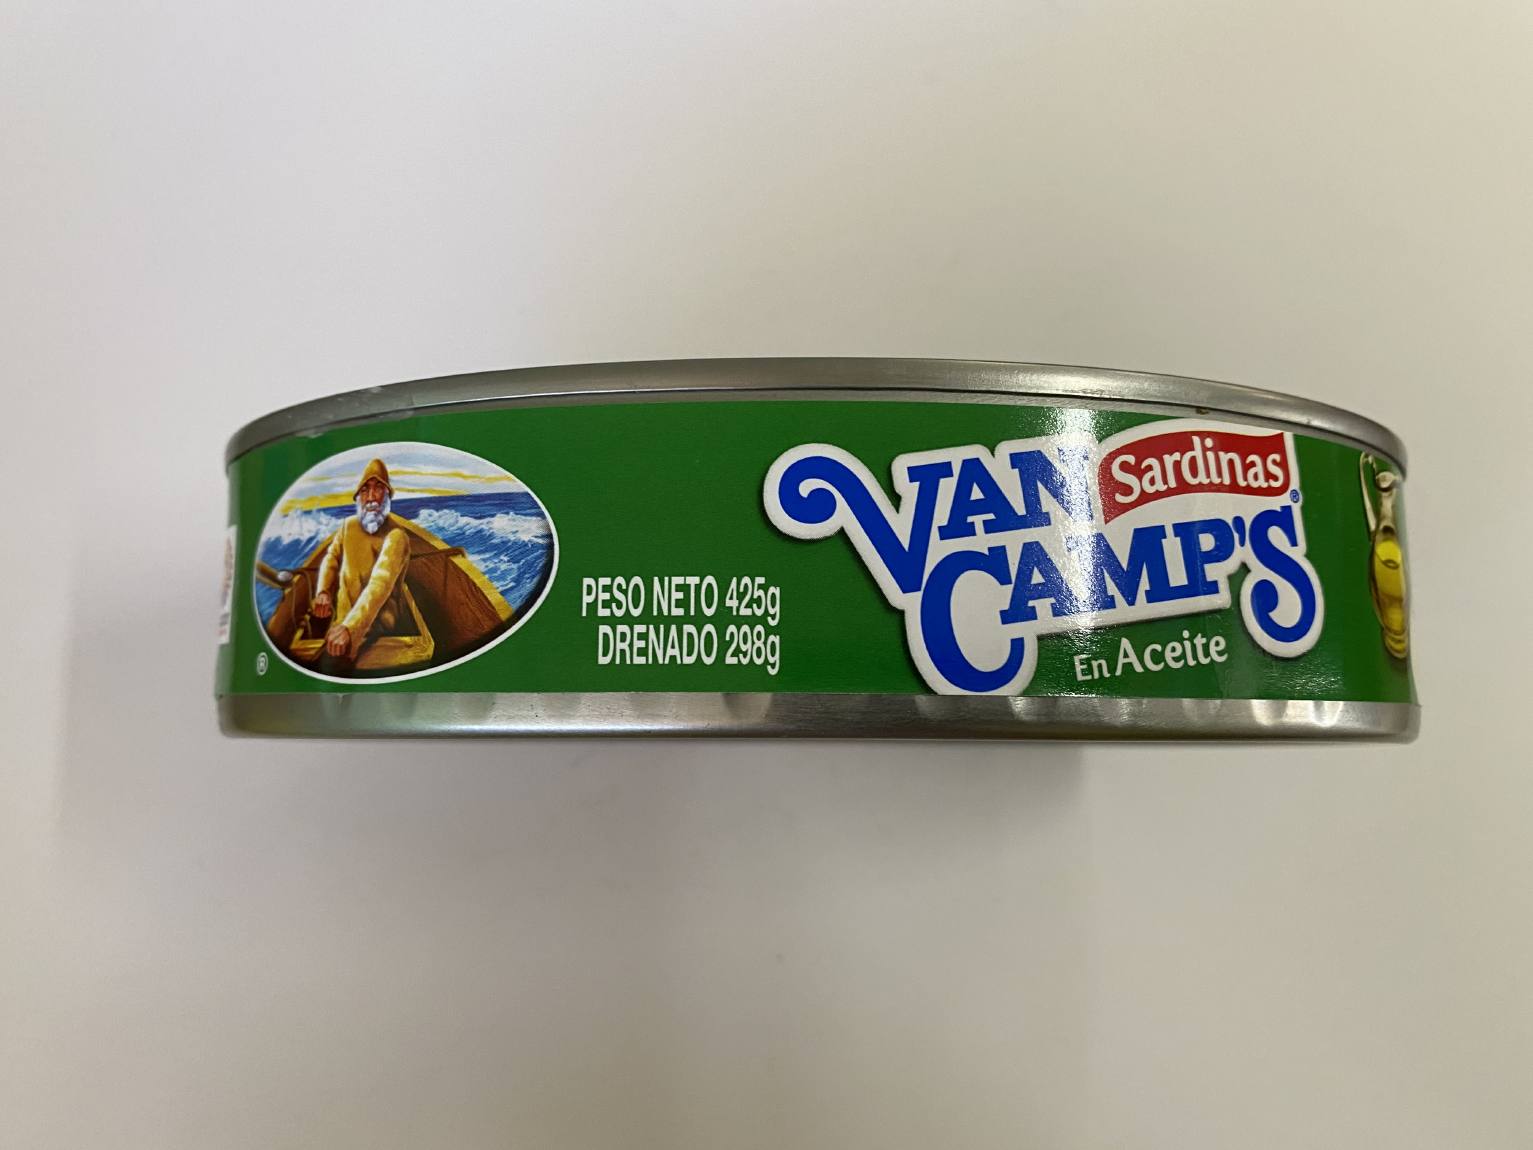 PESO NETO 425g
DRENADO 298g
VAN
Sardinas
®
CAMP'S
En Aceite
®